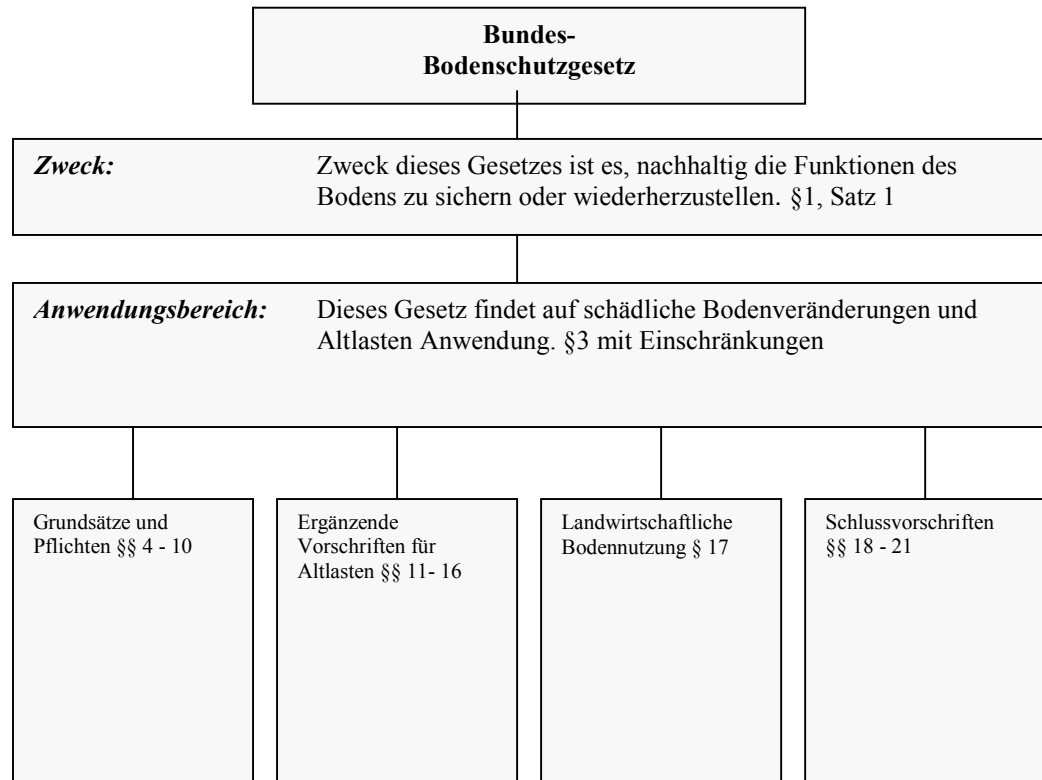 Bundes-
Bodenschutzgesetz
Zweck: Zweck dieses Gesetzes ist es, nachhaltig die Funktionen des
Bodens zu sichern oder wiederherzustellen. §1, Satz 1
Anwendungsbereich: Dieses Gesetz findet auf schädliche Bodenveränderungen und
Altlasten Anwendung. §3 mit Einschränkungen
Grundsätze und
Pflichten §§ 4 - 10
Ergänzende
Vorschriften für
Altlasten §§ 11- 16
Landwirtschaftliche
Bodennutzung § 17
Schlussvorschriften
§§ 18 - 21